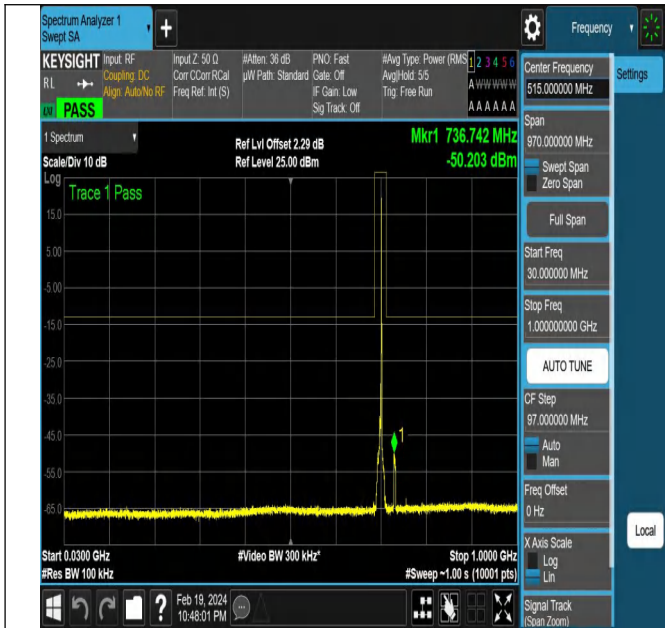 Spectrum Analyzer 1
Swept SA
Frequency
KEYSIGHT
RL
PASS
Input: RF
Coupling: DC
Align: Auto/No RF
Input Z: 50 Ω
Corr CCorr RCal
Freq Ref: Int (S)
#Atten: 36 dB
µW Path: Standard
PNO: Fast
Gate: Off
IF Gain: Low
Sig Track: Off
#Avg Type: Power (RMS
Avg|Hold: 5/5
Trig: Free Run
1 2 3 4 5 6
A W W W W W
A A A A A A
1 Spectrum
Scale/Div 10 dB
Log
Ref Lvl Offset 2.29 dB
Ref Level 25.00 dBm
Mkr1 736.742 MHz
-50.203 dBm
Trace 1 Pass
15.0
5.00
-5.00
-15.0
-25.0
-35.0
-45.0
-55.0
-65.0
1
Start 0.0300 GHz
#Res BW 100 kHz
#Video BW 300 kHz*
Stop 1.0000 GHz
#Sweep ~1.00 s (10001 pts)
Feb 19, 2024
10:48:01 PM
Center Frequency
515.000000 MHz
Settings
Span
970.000000 MHz
Swept Span
Zero Span
Full Span
Start Freq
30.000000 MHz
Stop Freq
1.000000000 GHz
AUTO TUNE
CF Step
97.000000 MHz
Auto
Man
Freq Offset
0 Hz
Local
X Axis Scale
Log
Lin
Signal Track
(Span Zoom)